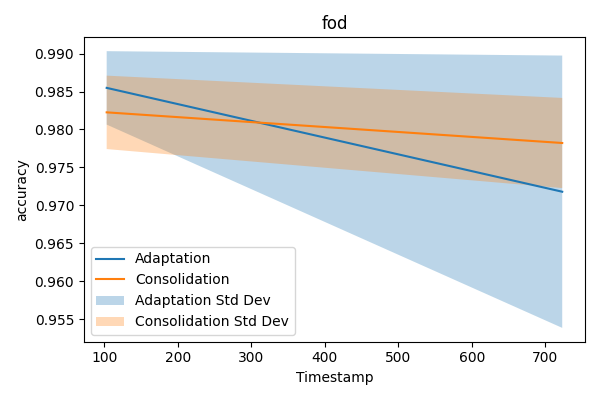 fod
0.990
0.985
0.980
0.975
0.970
0.965
0.960
0.955
accuracy
Adaptation
Consolidation
Adaptation Std Dev
Consolidation Std Dev
100 200 300 400 500 600 700
Timestamp